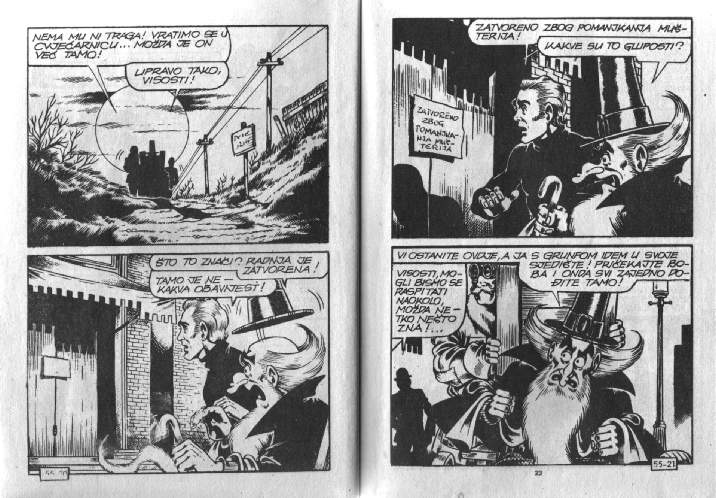 NEMA MU NI TRAGA! VRATIMO SE U
CVJEĆARNICU... MOŽDA JE ON
VEĆ TAMO!
UPRAVO TAKO,
VISOSTI!
ŠTO TO ZNAČI? RADNJA JE
ZATVORENA!
TAMO JE NE-
KAKVA OBAVIJEST!
ZATVORENO ZBOG POMANJKANJA MUŠ-
TERIJA!
KAKVE SU TO GLUPOSTI?
ZATVORENO
ZBOG
POMANJKA-
NJA MUŠ-
TERIJA
VI OSTANITE OVDJE, A JA S GRUNFOM IDEM U SVOJE
SJEDIŠTE! PRIČEKAJTE BO-
BA I ONDA SVI ZAJEDNO DO-
ĐITE TAMO!
VISOSTI, MO-
GLI BISMO SE
RASPITATI
NAOKOLO,
MOŽDA NE-
TKO NEŠTO
ZNA!...
22
55-21